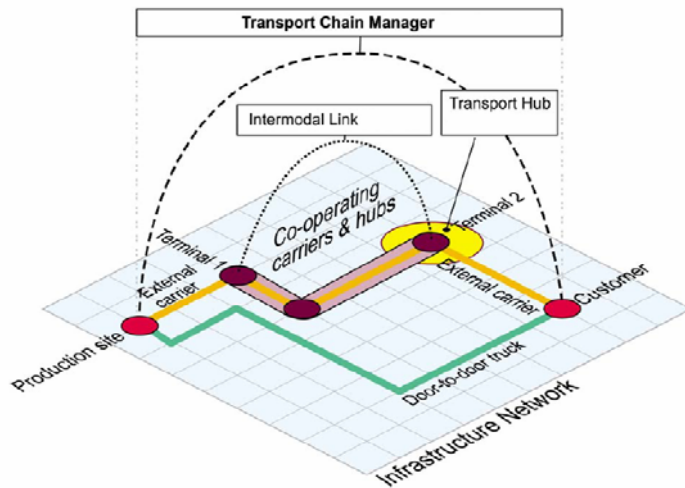 Transport Chain Manager
Transport Hub
Intermodal Link
Co-operating
carriers & hubs
Terminal 1
Terminal 2
External
carrier
External carrier
Customer
Production site
Door-to-door truck
Infrastructure Network